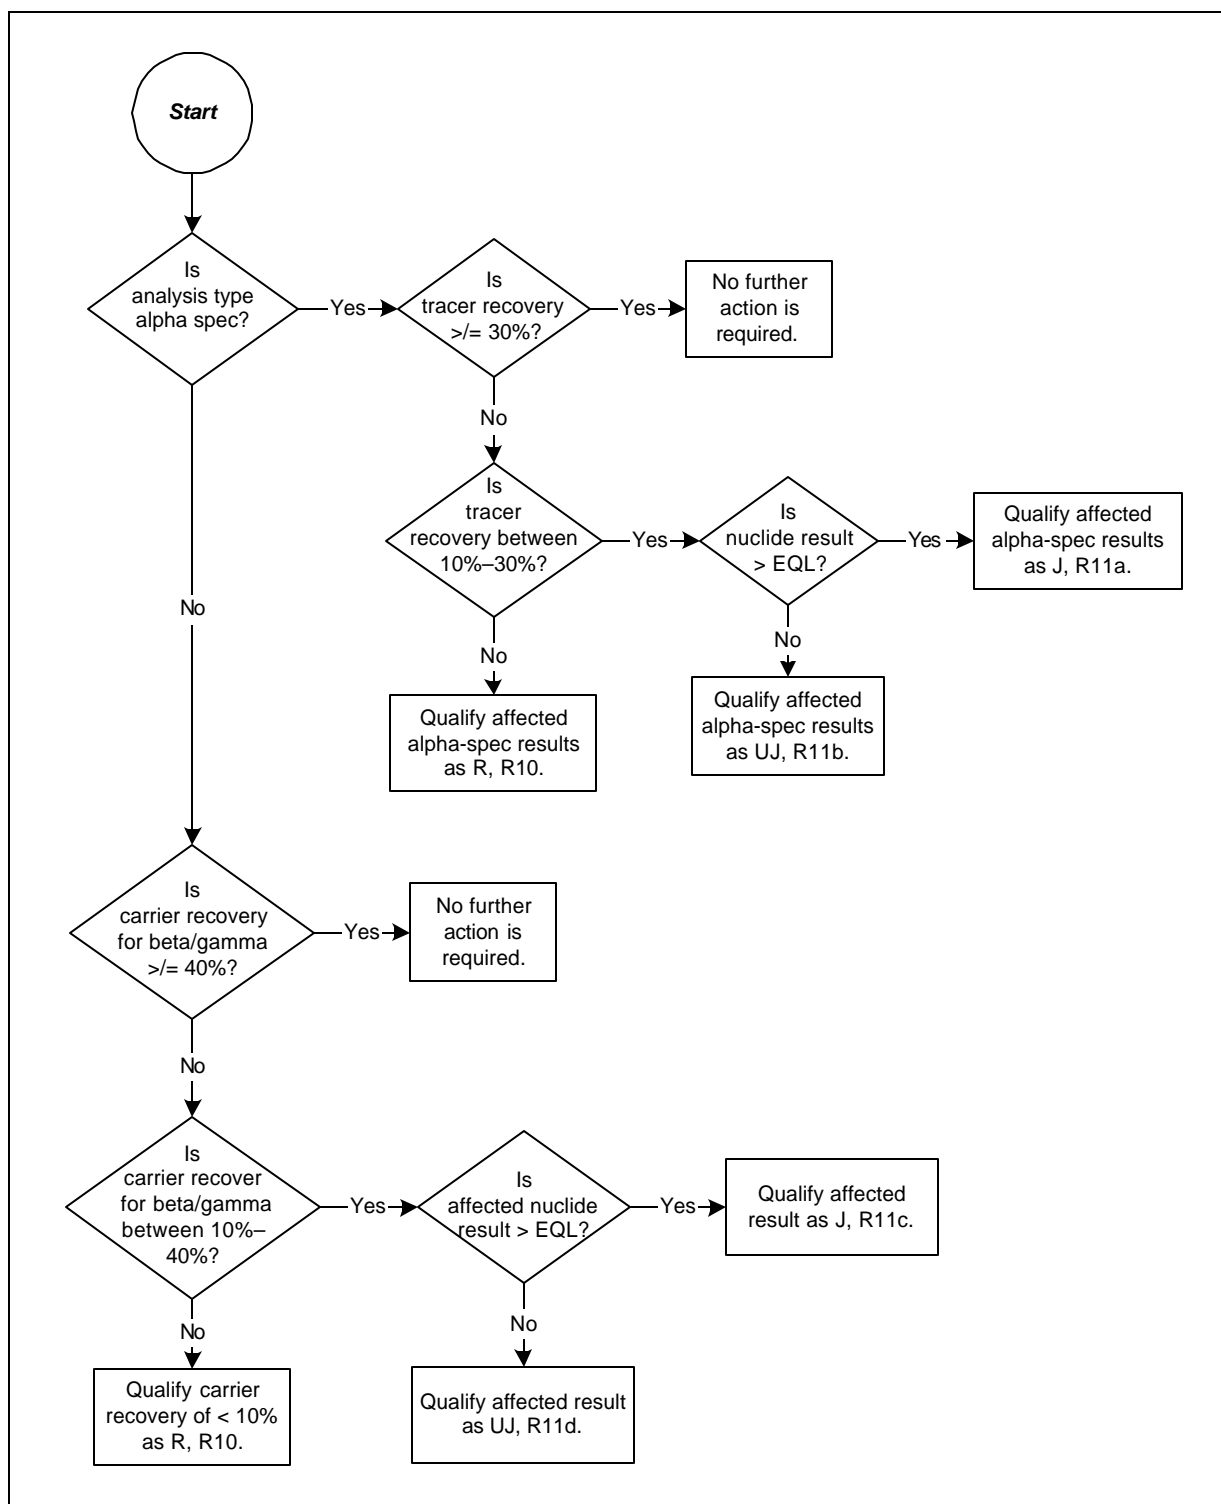 Start
Is
analysis type
alpha spec?
Yes
Is
tracer recovery
>/= 30%?
Yes
No further
action is
required.
No
Is
tracer
recovery between
10%–30%?
Yes
Is
nuclide result
> EQL?
Yes
Qualify affected
alpha-spec results
as J, R11a.
No
No
Qualify affected
alpha-spec results
as R, R10.
No
Qualify affected
alpha-spec results
as UJ, R11b.
Is
carrier recovery
for beta/gamma
>/= 40%?
Yes
No further
action is
required.
No
Is
carrier recover
for beta/gamma
between 10%–
40%?
Yes
Is
affected nuclide
result > EQL?
Yes
Qualify affected
result as J, R11c.
No
Qualify carrier
recovery of < 10%
as R, R10.
No
Qualify affected result
as UJ, R11d.